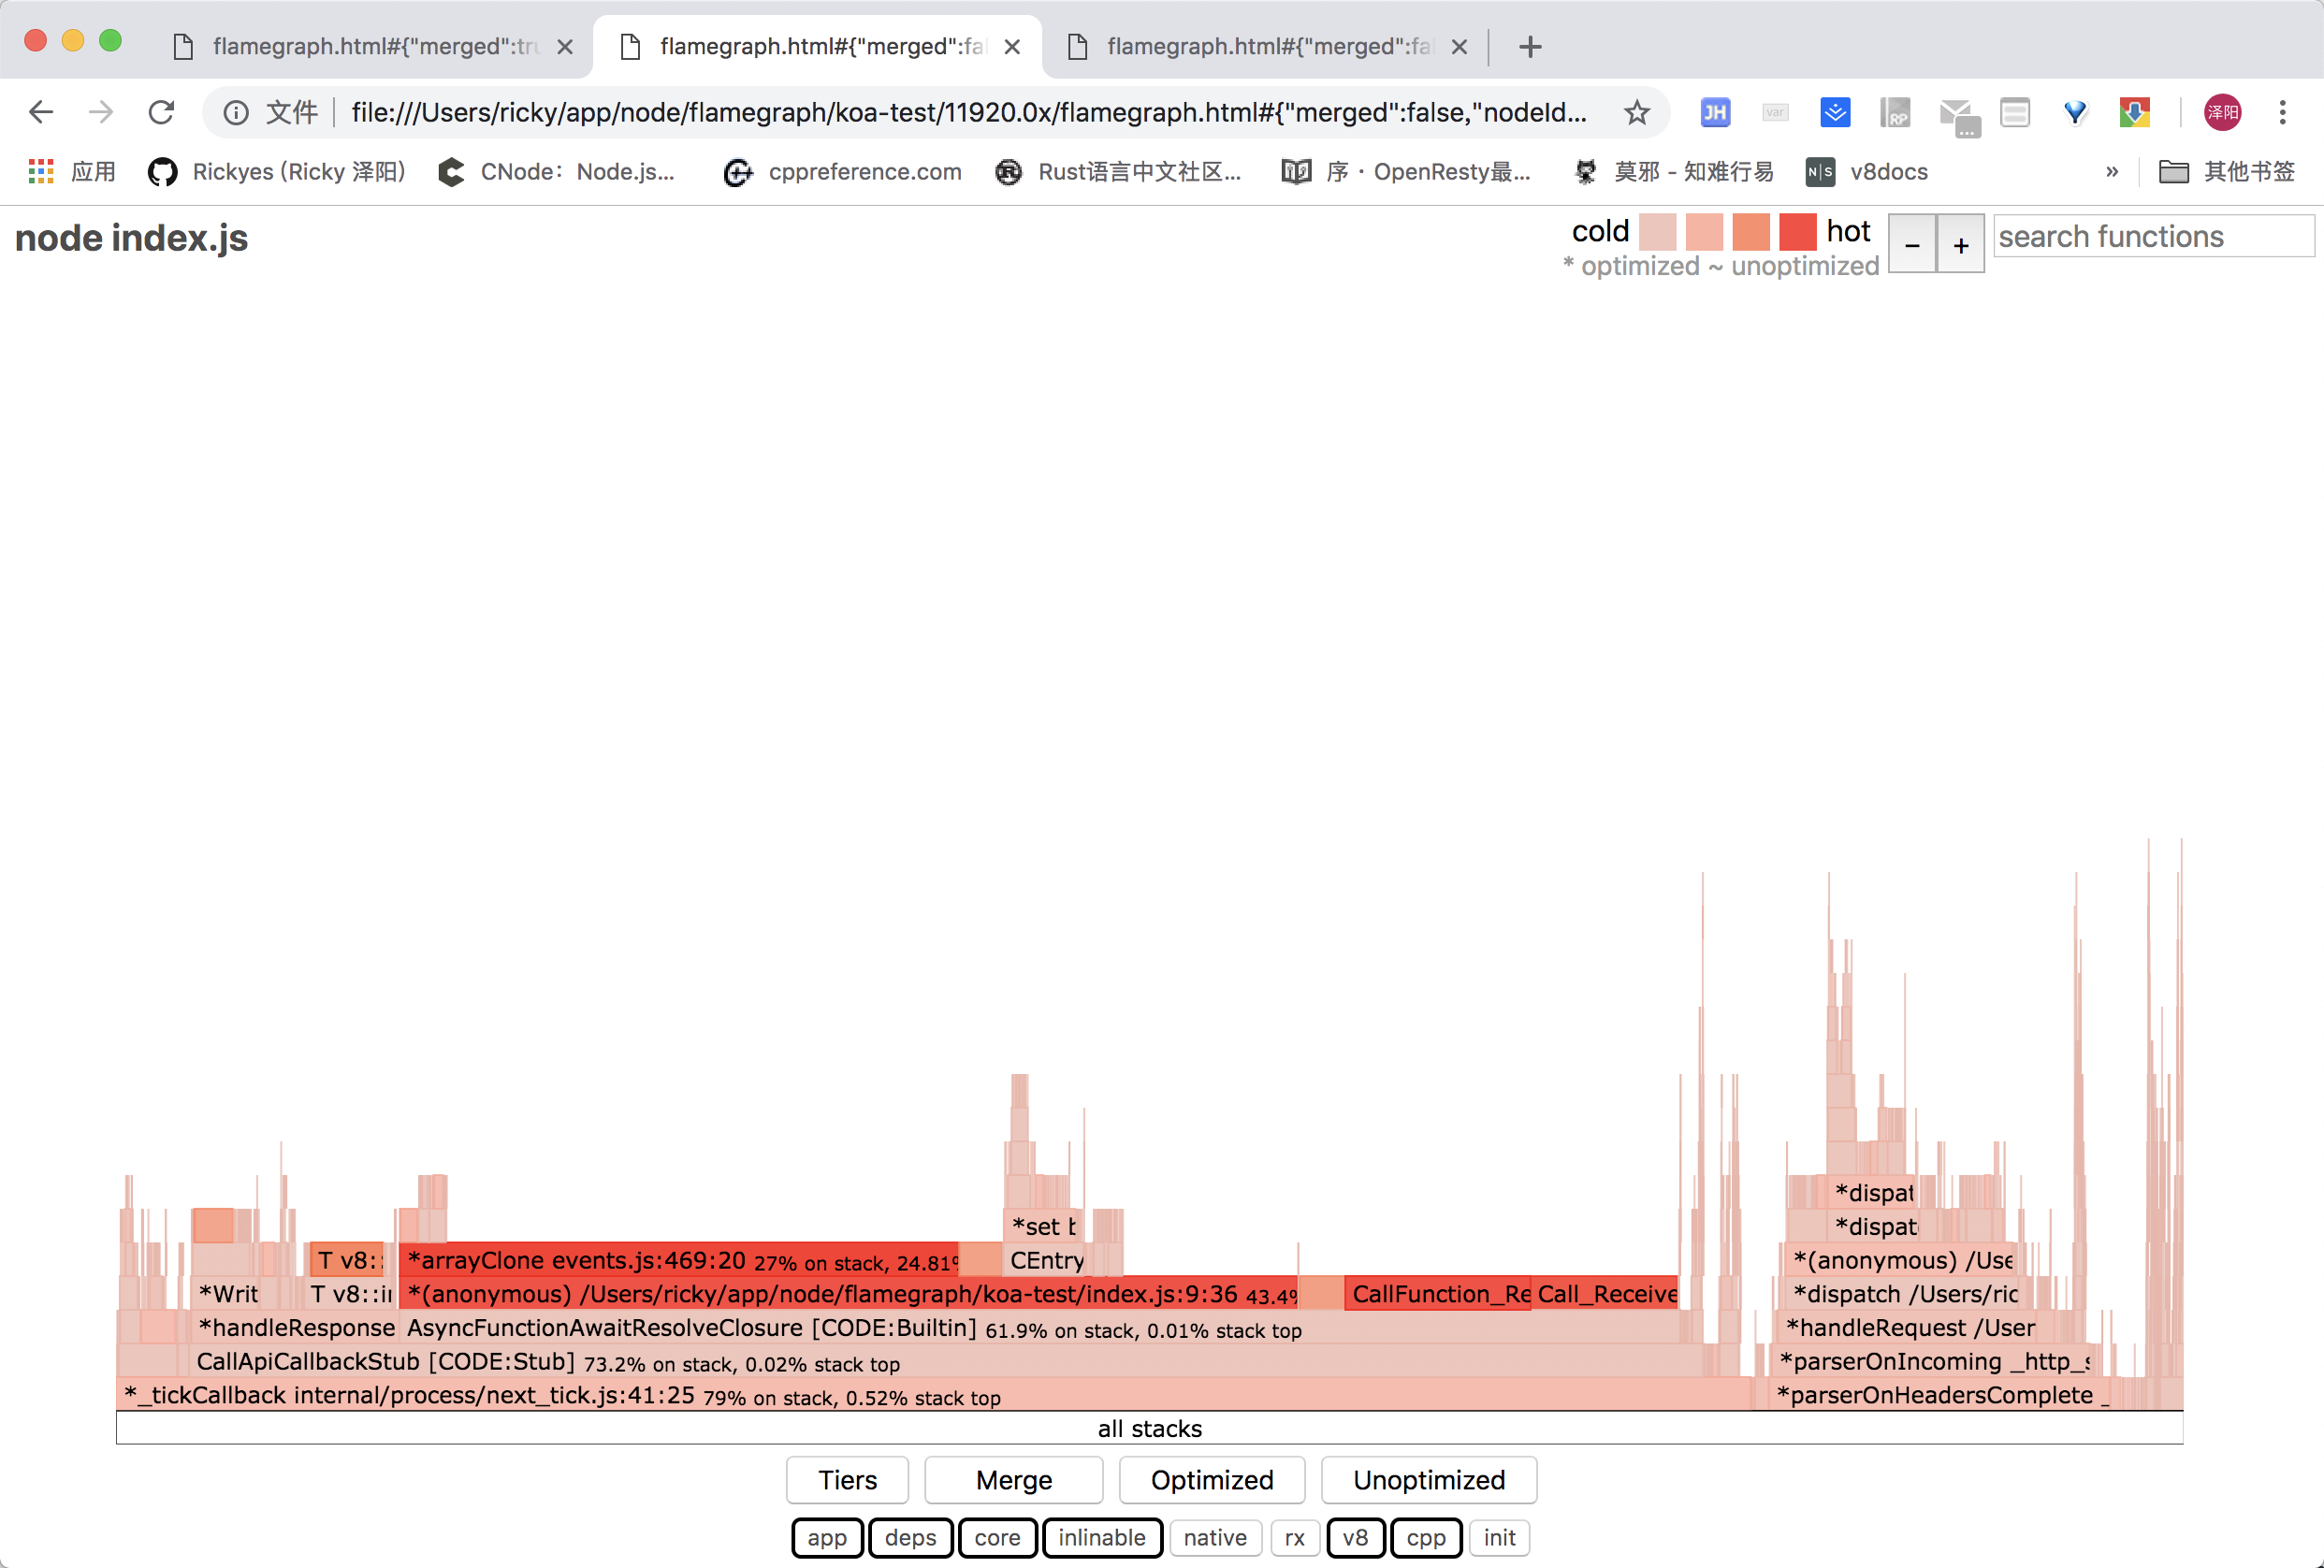 flamegraph.html#{"merged":tru
flamegraph.html#{"merged":fal
flamegraph.html#{"merged":fal
文件 file:///Users/ricky/app/node/flamegraph/koa-test/11920.0x/flamegraph.html#{"merged":false,"nodeId...
JH var RP 泽阳
应用 Rickyes (Ricky 泽阳) CNode：Node.js... cppreference.com Rust语言中文社区... 序 · OpenResty最... 莫邪 - 知难行易 N|S v8docs » 其他书签
node index.js
cold hot − + search functions
* optimized ~ unoptimized
*dispat
*set b *dispat
T v8:: *arrayClone events.js:469:20 27% on stack, 24.81% CEntry *(anonymous) /Use
*Writ T v8::i *(anonymous) /Users/ricky/app/node/flamegraph/koa-test/index.js:9:36 43.4% CallFunction_Re Call_Receive *dispatch /Users/ric
*handleResponse AsyncFunctionAwaitResolveClosure [CODE:Builtin] 61.9% on stack, 0.01% stack top *handleRequest /User
CallApiCallbackStub [CODE:Stub] 73.2% on stack, 0.02% stack top *parserOnIncoming _http_s
*_tickCallback internal/process/next_tick.js:41:25 79% on stack, 0.52% stack top *parserOnHeadersComplete _
all stacks
Tiers Merge Optimized Unoptimized
app deps core inlinable native rx v8 cpp init